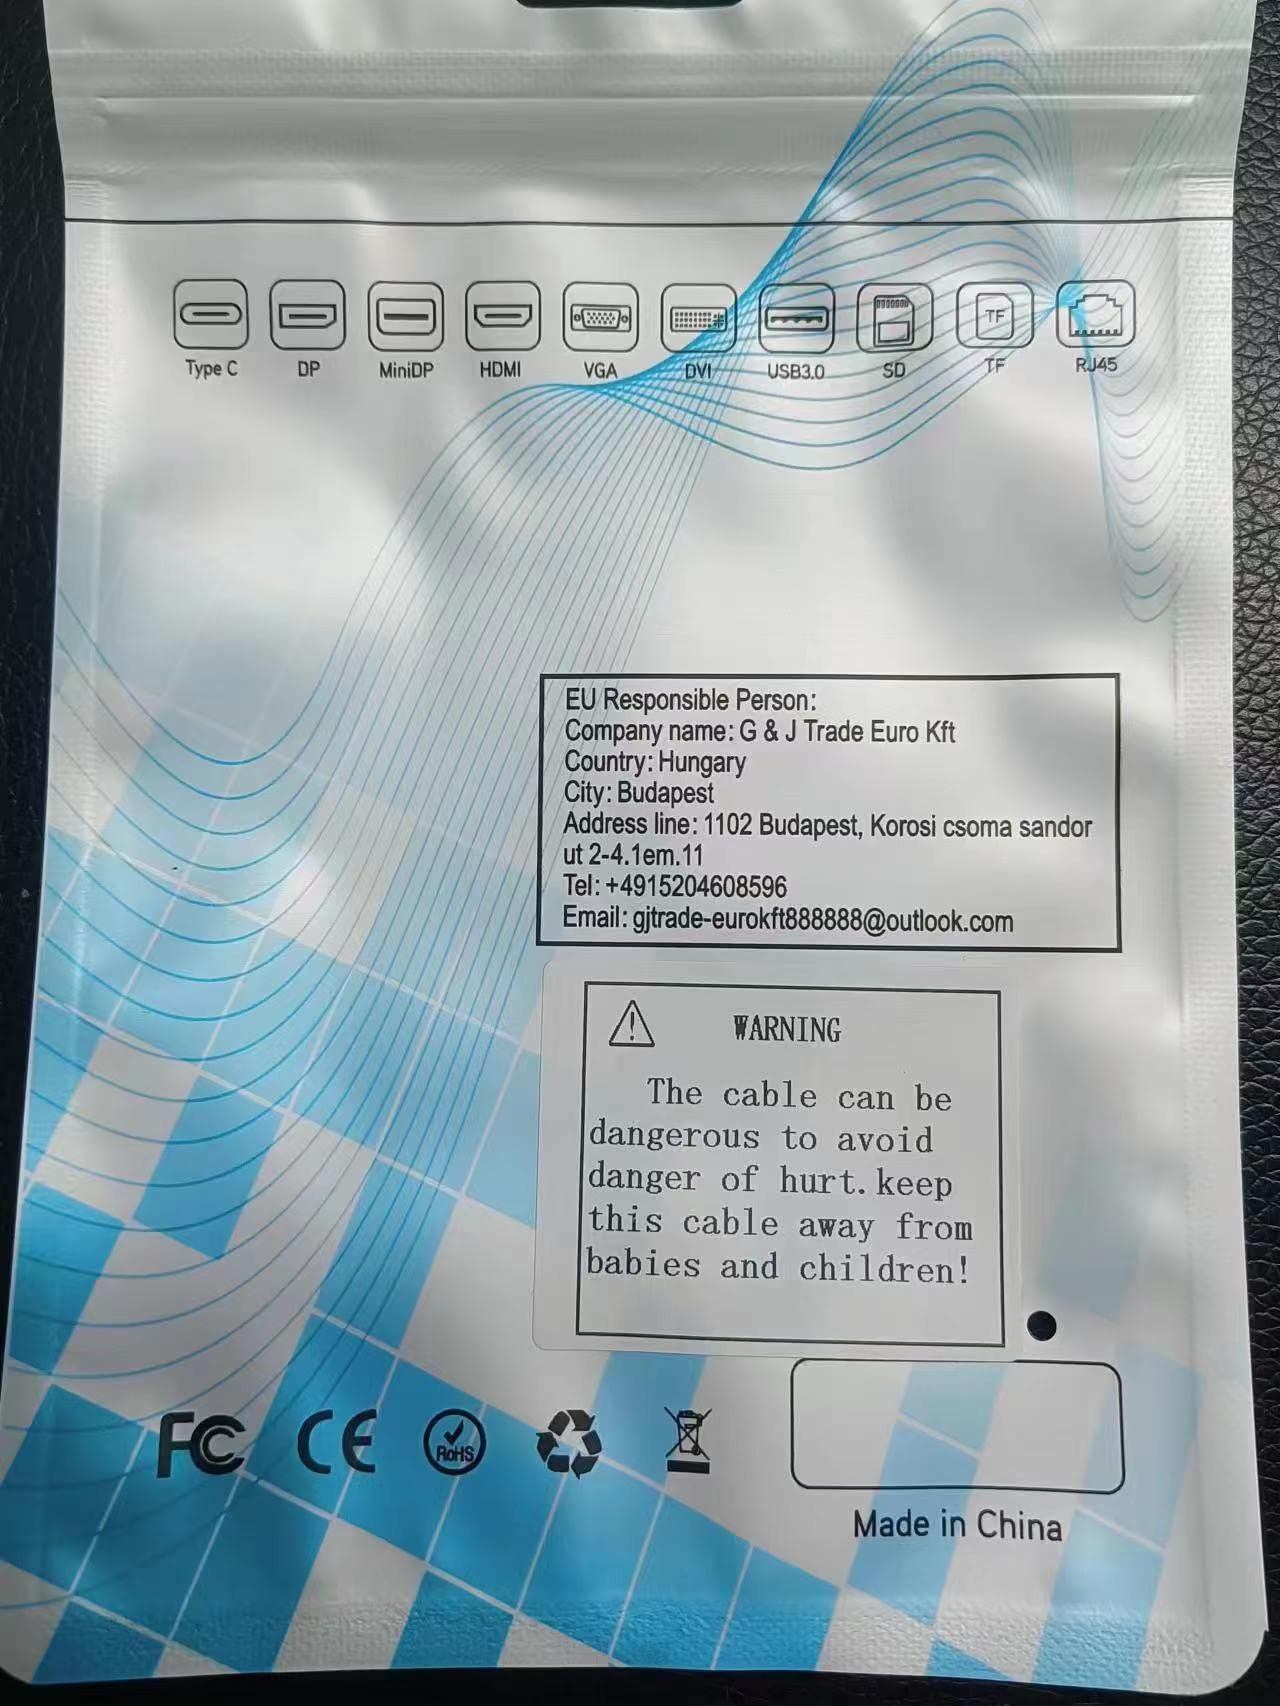 Type C DP MiniDP HDMI VGA DVI USB3.0 SD TF RJ45
TF
EU Responsible Person:
Company name: G & J Trade Euro Kft
Country: Hungary
City: Budapest
Address line: 1102 Budapest, Korosi csoma sandor
ut 2-4.1em.11
Tel: +4915204608596
Email: gjtrade-eurokft888888@outlook.com
WARNING
The cable can be
dangerous to avoid
danger of hurt.keep
this cable away from
babies and children!
FC CE RoHS
Made in China